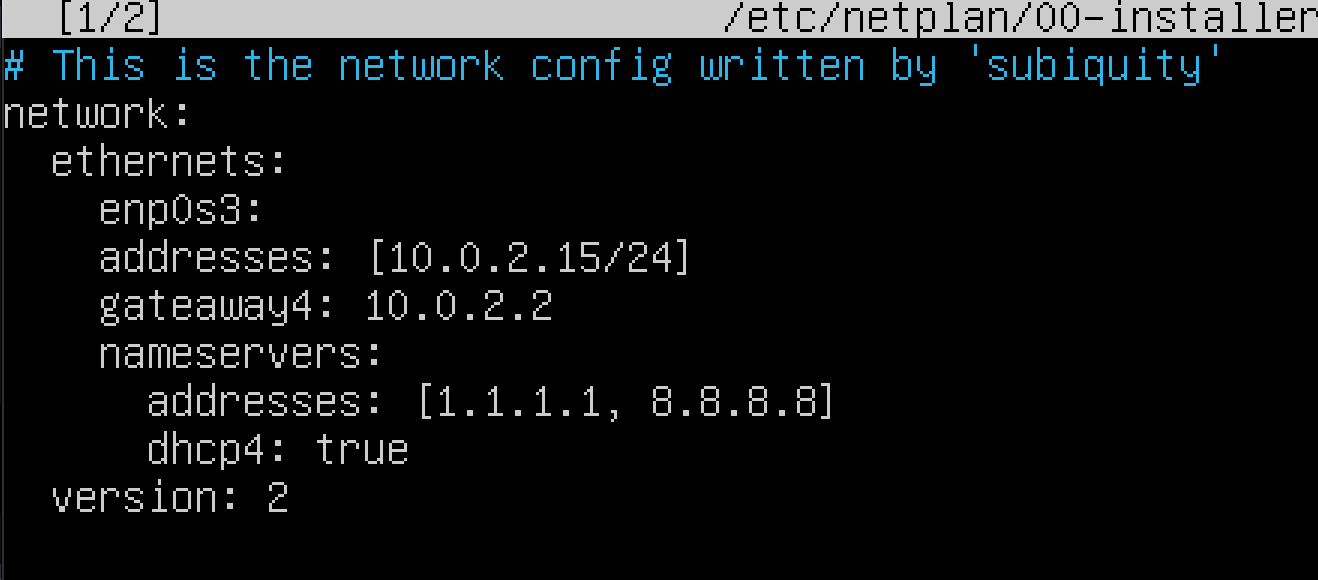 [1/2] /etc/netplan/00-installer
# This is the network config written by 'subiquity'
network:
  ethernets:
    enp0s3:
    addresses: [10.0.2.15/24]
    gateaway4: 10.0.2.2
    nameservers:
      addresses: [1.1.1.1, 8.8.8.8]
      dhcp4: true
  version: 2